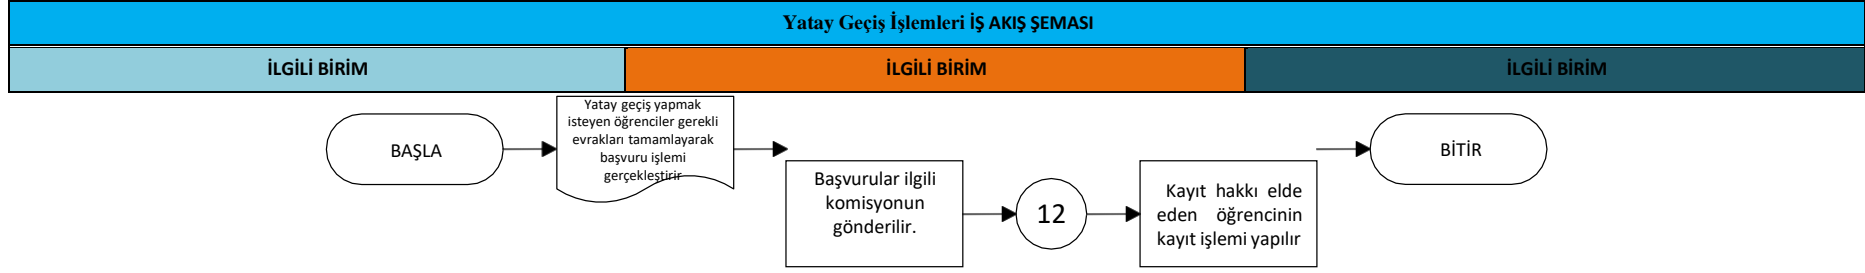 Yatay Geçiş İşlemleri İŞ AKIŞ ŞEMASI
İLGİLİ BİRİM
İLGİLİ BİRİM
İLGİLİ BİRİM
BAŞLA
Yatay geçiş yapmak
isteyen öğrenciler gerekli
evrakları tamamlayarak
başvuru işlemi
gerçekleştirir
Başvurular ilgili
komisyonun
gönderilir.
12
Kayıt hakkı elde
eden öğrencinin
kayıt işlemi yapılır
BİTİR